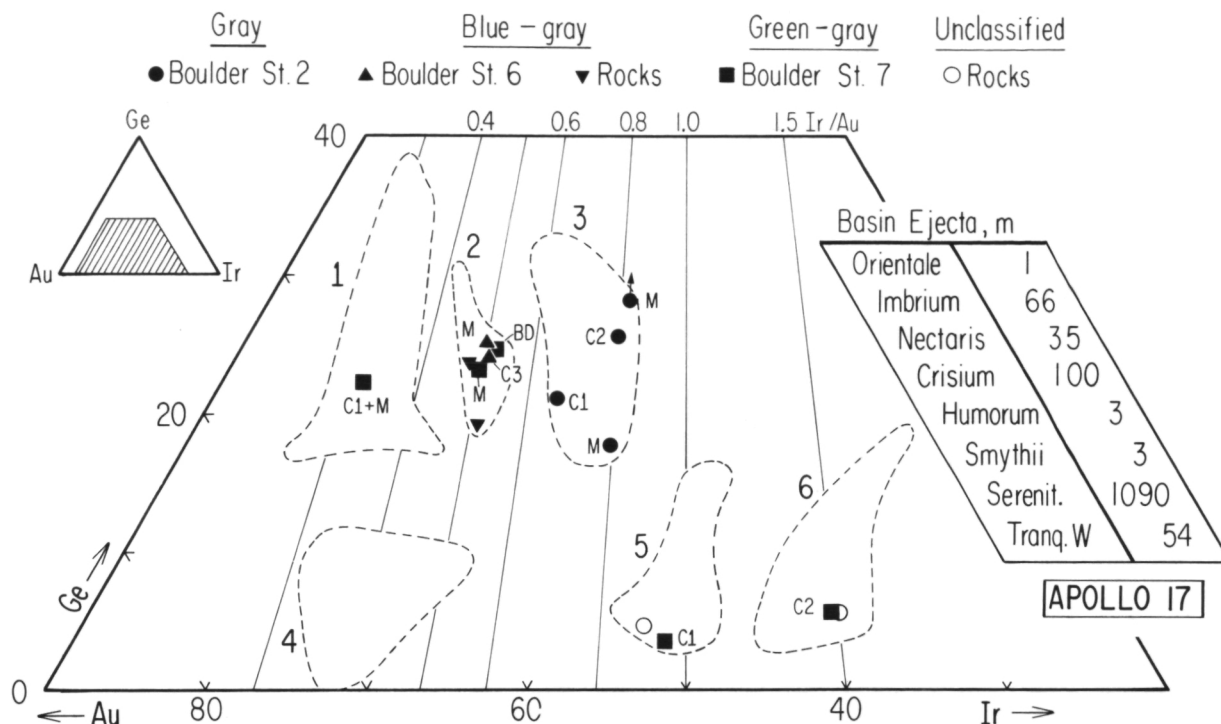 Gray Blue-gray Green-gray Unclassified
● Boulder St. 2 ▲ Boulder St. 6 ▼ Rocks ■ Boulder St. 7 ○ Rocks
Ge
Au Ir
40 0.4 0.6 0.8 1.0 1.5 Ir/Au
Basin Ejecta, m
Orientale 1
Imbrium 66
Nectaris 35
Crisium 100
Humorum 3
Smythii 3
Serenit. 1090
Tranq. W 54
APOLLO 17
1
C1+M
2
M
BD
C3
M
3
M
C2
C1
M
20
4
5
C1
6
C2
Ge →
0
← Au 80 60 40 Ir →